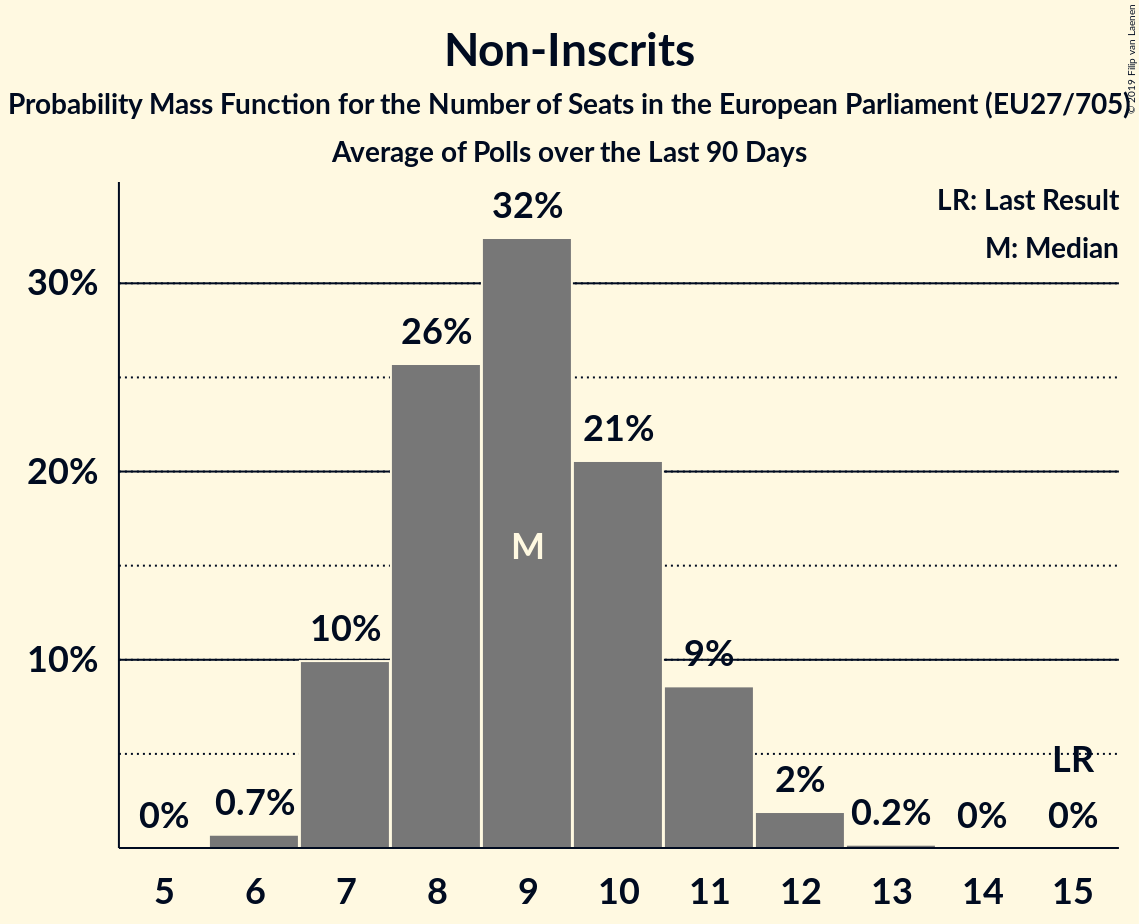 Non-Inscrits
Probability Mass Function for the Number of Seats in the European Parliament (EU27/705)
Average of Polls over the Last 90 Days
© 2019 Filip van Laenen
LR: Last Result
M: Median
32%
30%
26%
21%
20%
M
10%
9%
10%
LR
2%
0%
0.7%
0.2%
0%
0%
5 6 7 8 9 10 11 12 13 14 15